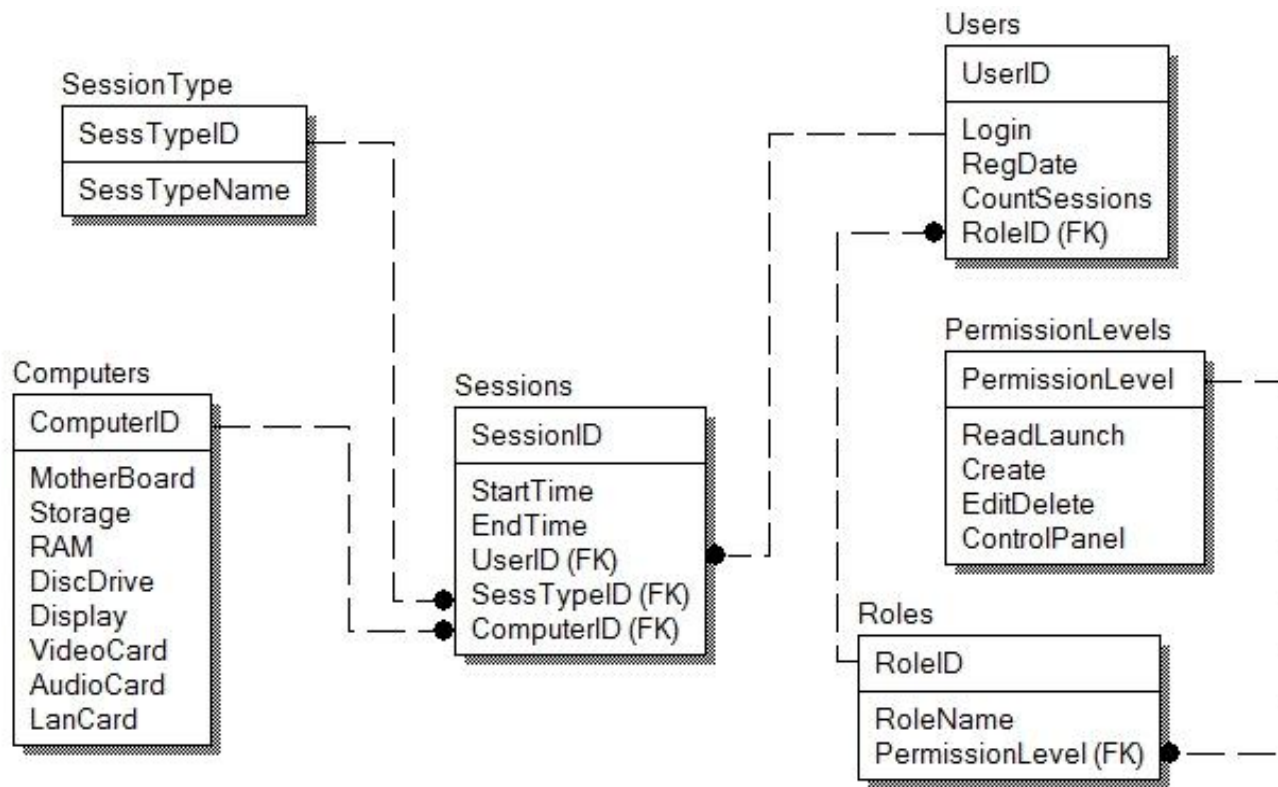 SessionType
SessTypeID
SessTypeName
Computers
ComputerID
MotherBoard
Storage
RAM
DiscDrive
Display
VideoCard
AudioCard
LanCard
Sessions
SessionID
StartTime
EndTime
UserID (FK)
SessTypeID (FK)
ComputerID (FK)
Users
UserID
Login
RegDate
CountSessions
RoleID (FK)
PermissionLevels
PermissionLevel
ReadLaunch
Create
EditDelete
ControlPanel
Roles
RoleID
RoleName
PermissionLevel (FK)